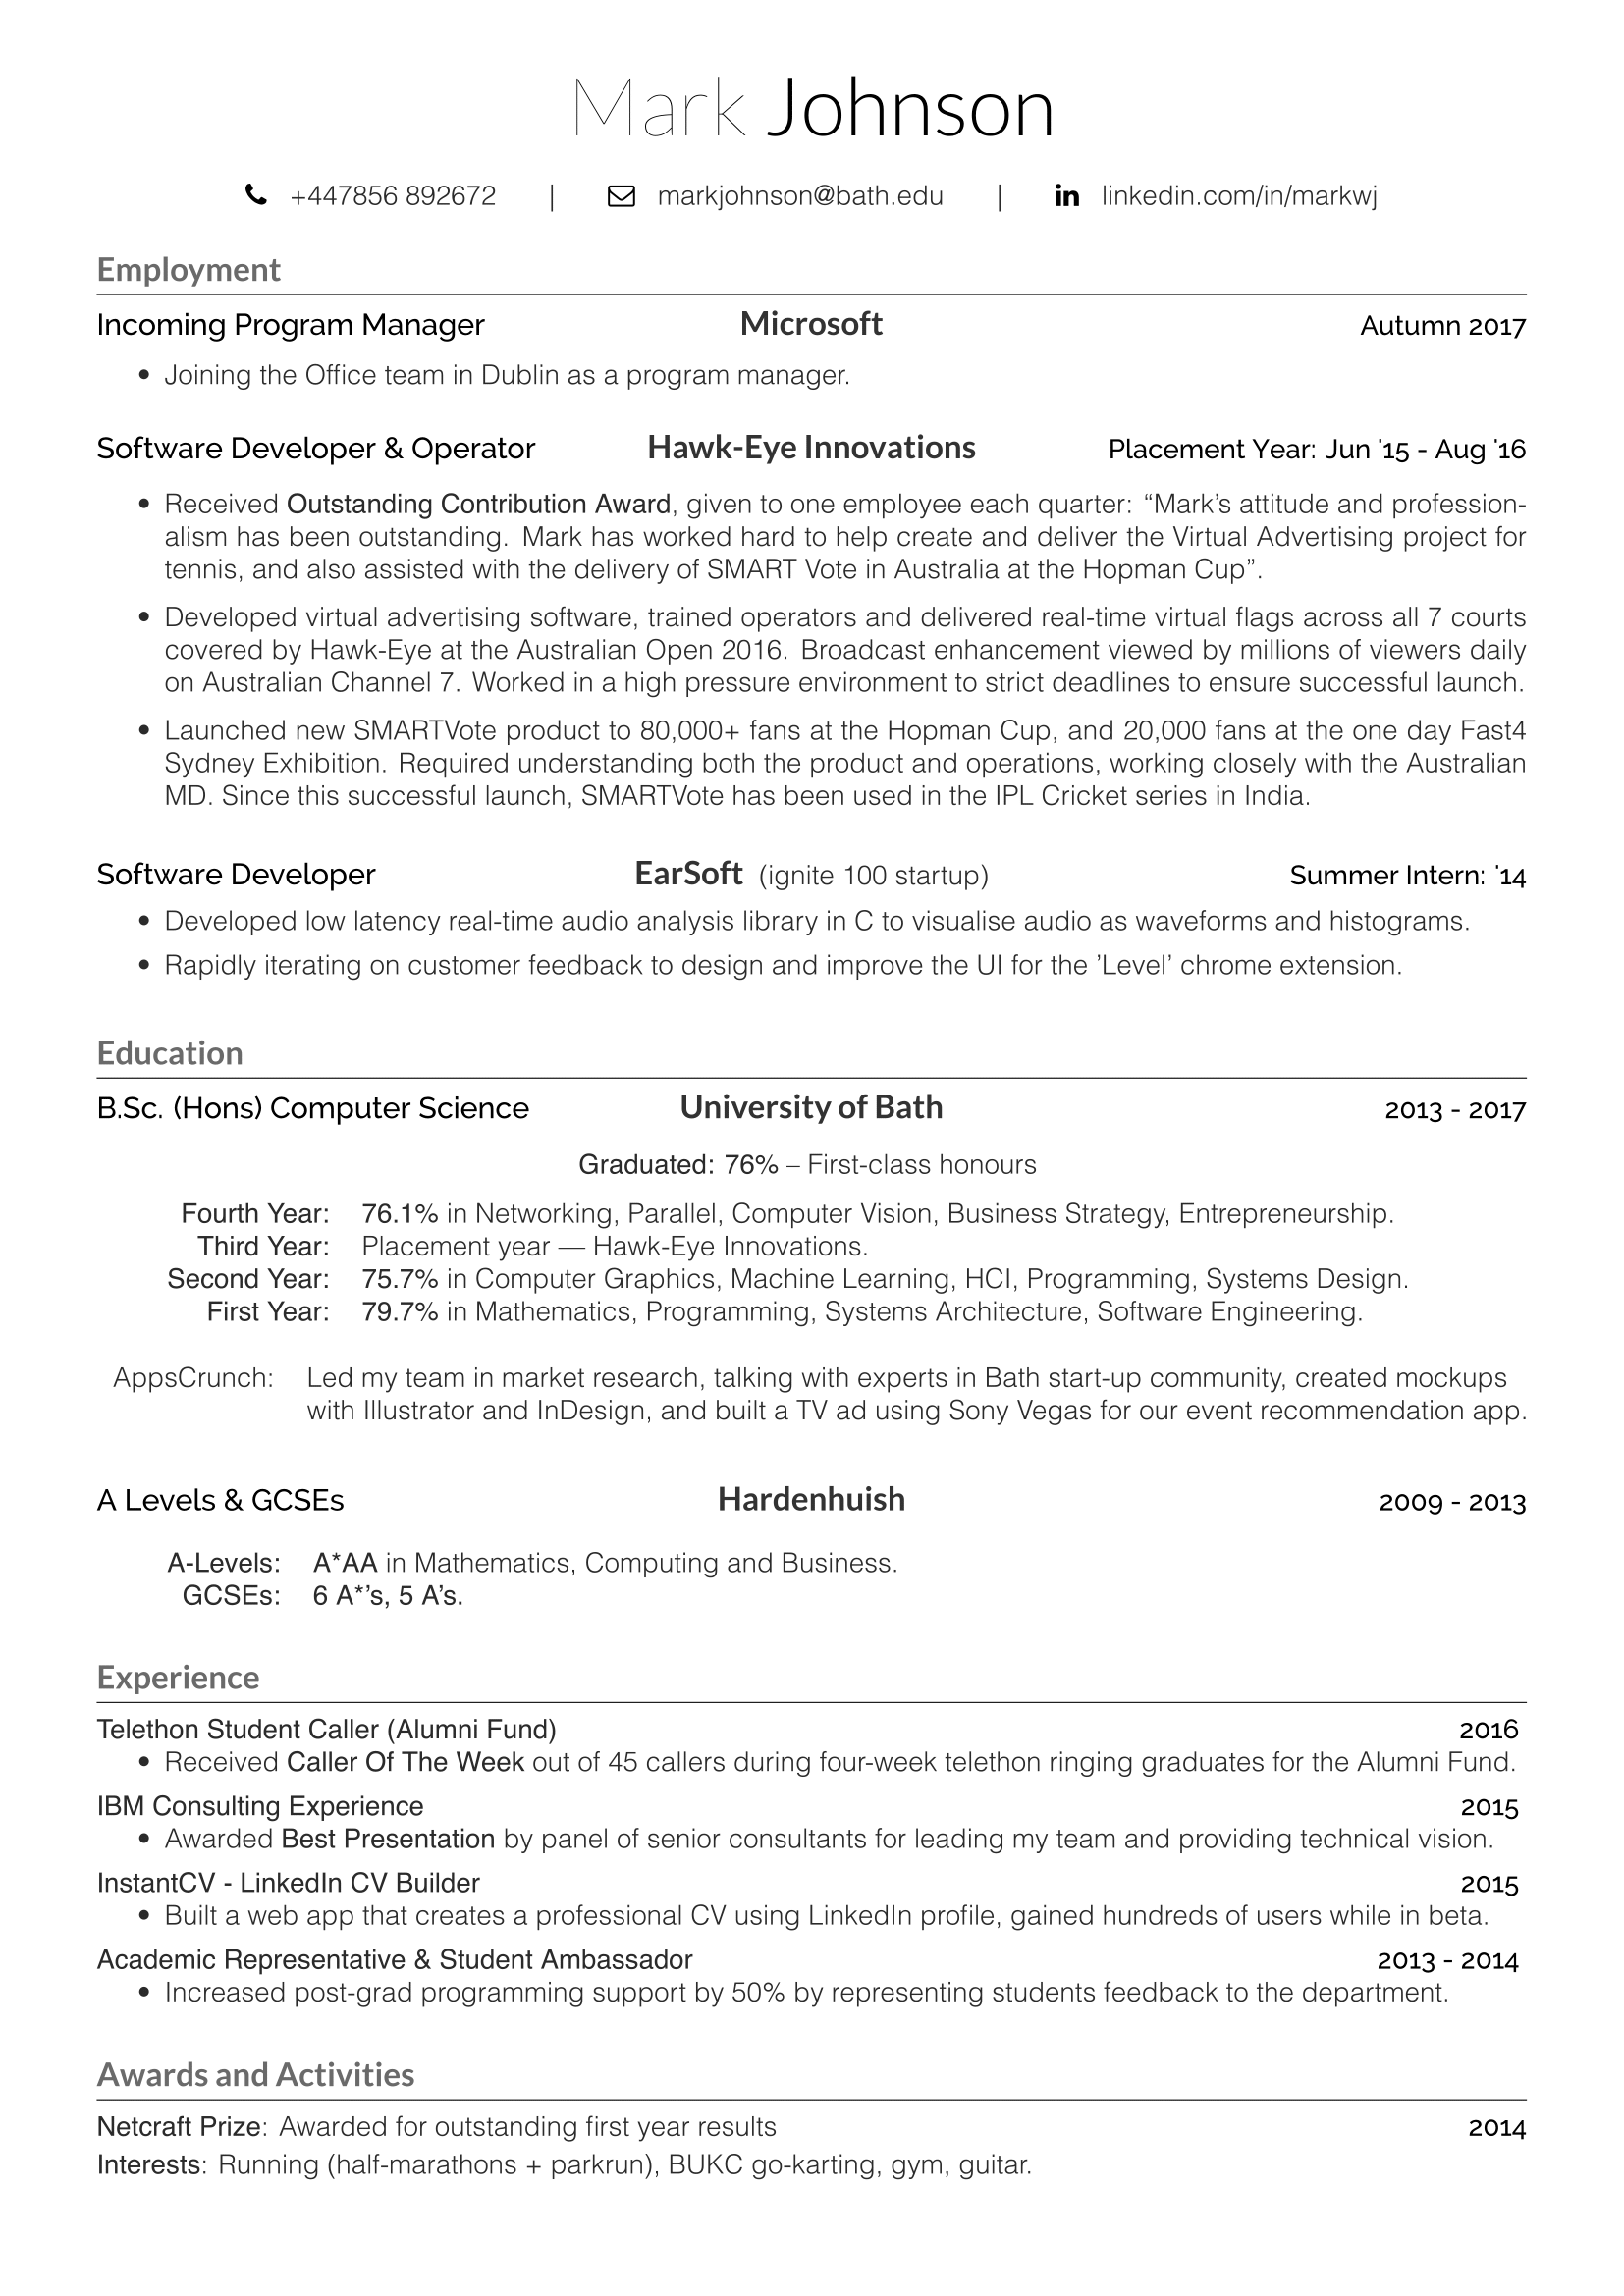 Mark Johnson
+447856 892672 | markjohnson@bath.edu | linkedin.com/in/markwj
Employment
Incoming Program Manager Microsoft Autumn 2017
• Joining the Office team in Dublin as a program manager.
Software Developer & Operator Hawk-Eye Innovations Placement Year: Jun '15 - Aug '16
• Received Outstanding Contribution Award, given to one employee each quarter: “Mark’s attitude and profession-
alism has been outstanding. Mark has worked hard to help create and deliver the Virtual Advertising project for
tennis, and also assisted with the delivery of SMART Vote in Australia at the Hopman Cup”.
• Developed virtual advertising software, trained operators and delivered real-time virtual flags across all 7 courts
covered by Hawk-Eye at the Australian Open 2016. Broadcast enhancement viewed by millions of viewers daily
on Australian Channel 7. Worked in a high pressure environment to strict deadlines to ensure successful launch.
• Launched new SMARTVote product to 80,000+ fans at the Hopman Cup, and 20,000 fans at the one day Fast4
Sydney Exhibition. Required understanding both the product and operations, working closely with the Australian
MD. Since this successful launch, SMARTVote has been used in the IPL Cricket series in India.
Software Developer EarSoft (ignite 100 startup) Summer Intern: '14
• Developed low latency real-time audio analysis library in C to visualise audio as waveforms and histograms.
• Rapidly iterating on customer feedback to design and improve the UI for the ’Level’ chrome extension.
Education
B.Sc. (Hons) Computer Science University of Bath 2013 - 2017
Graduated: 76% – First-class honours
Fourth Year: 76.1% in Networking, Parallel, Computer Vision, Business Strategy, Entrepreneurship.
Third Year: Placement year — Hawk-Eye Innovations.
Second Year: 75.7% in Computer Graphics, Machine Learning, HCI, Programming, Systems Design.
First Year: 79.7% in Mathematics, Programming, Systems Architecture, Software Engineering.
AppsCrunch: Led my team in market research, talking with experts in Bath start-up community, created mockups
with Illustrator and InDesign, and built a TV ad using Sony Vegas for our event recommendation app.
A Levels & GCSEs Hardenhuish 2009 - 2013
A-Levels: A*AA in Mathematics, Computing and Business.
GCSEs: 6 A*’s, 5 A’s.
Experience
Telethon Student Caller (Alumni Fund) 2016
• Received Caller Of The Week out of 45 callers during four-week telethon ringing graduates for the Alumni Fund.
IBM Consulting Experience 2015
• Awarded Best Presentation by panel of senior consultants for leading my team and providing technical vision.
InstantCV - LinkedIn CV Builder 2015
• Built a web app that creates a professional CV using LinkedIn profile, gained hundreds of users while in beta.
Academic Representative & Student Ambassador 2013 - 2014
• Increased post-grad programming support by 50% by representing students feedback to the department.
Awards and Activities
Netcraft Prize: Awarded for outstanding first year results 2014
Interests: Running (half-marathons + parkrun), BUKC go-karting, gym, guitar.